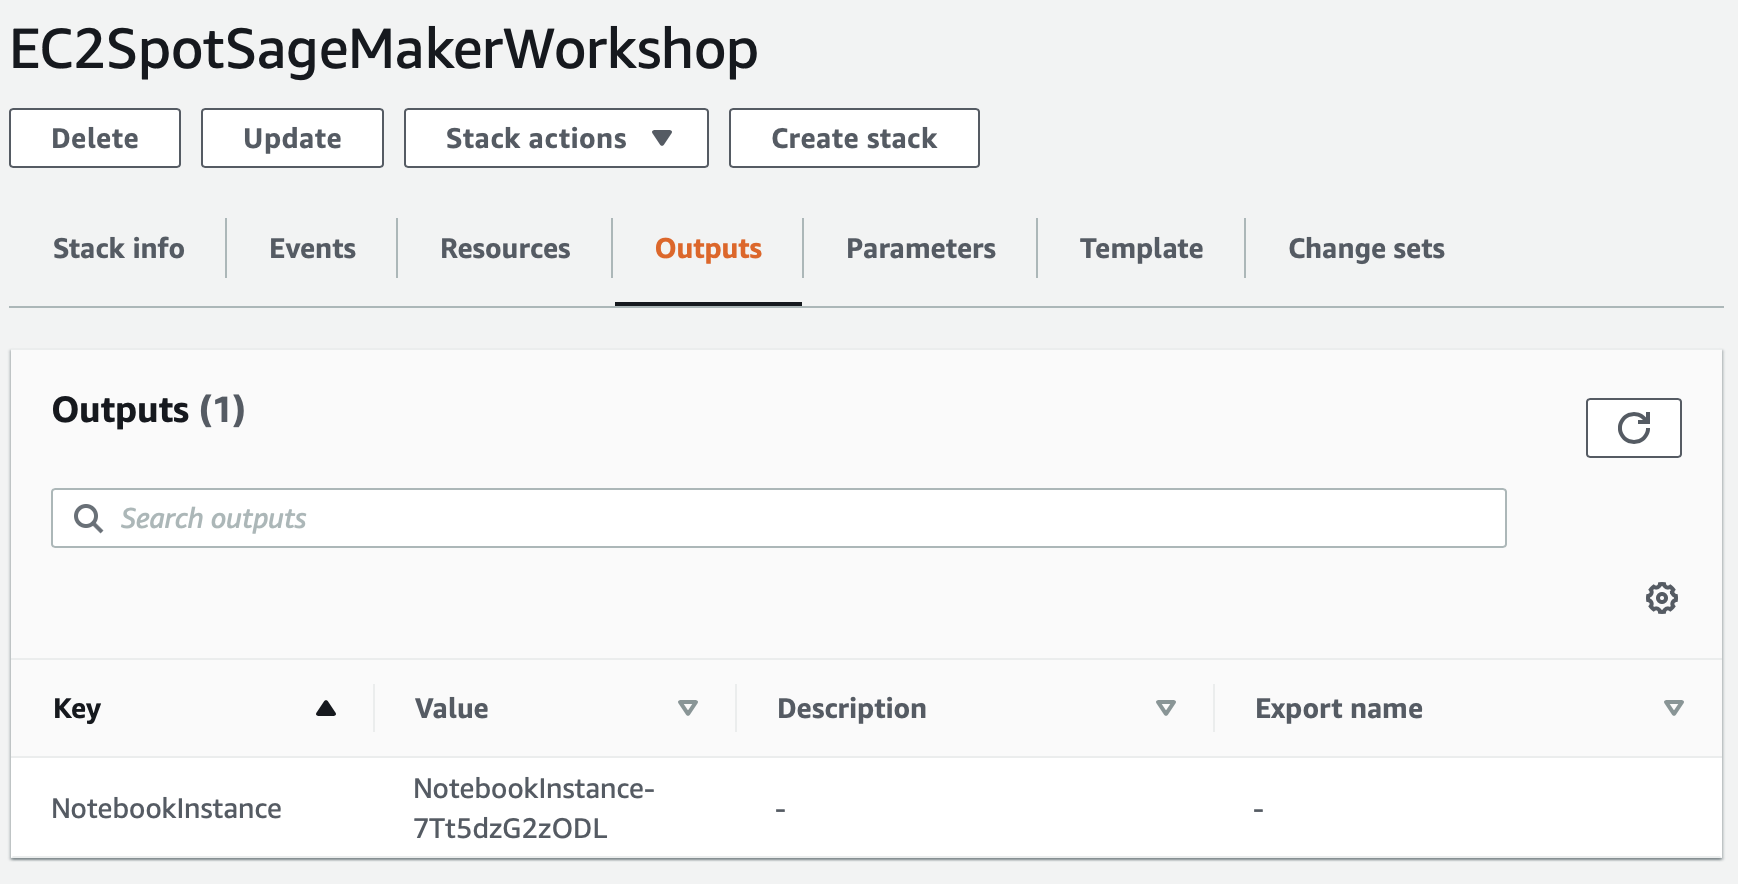 EC2SpotSageMakerWorkshop
Delete Update Stack actions Create stack
Stack info Events Resources Outputs Parameters Template Change sets
Outputs (1)
Search outputs
Key Value Description Export name
NotebookInstance NotebookInstance-7Tt5dzG2zODL - -